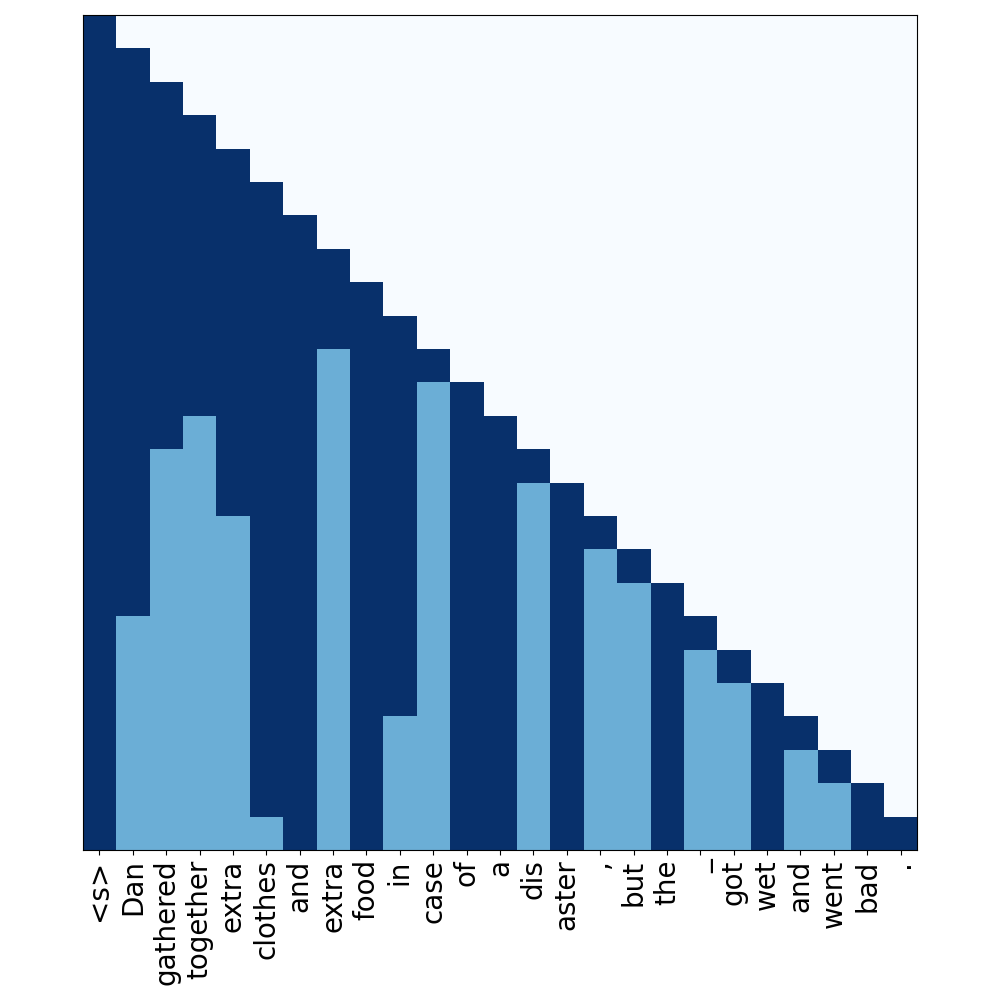 <s>
Dan
gathered
together
extra
clothes
and
extra
food
in
case
of
a
dis
aster
,
but
the
_
got
wet
and
went
bad
.